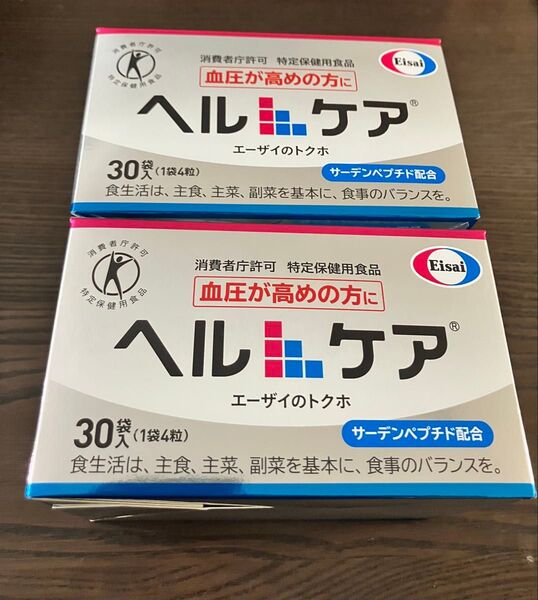 消費者庁許可
特定保健用食品
消費者庁許可 特定保健用食品
Eisai
血圧が高めの方に
ヘルケア®
エーザイのトクホ
30袋入(1袋4粒)
サーデンペプチド配合
食生活は、主食、主菜、副菜を基本に、食事のバランスを。
消費者庁許可
特定保健用食品
消費者庁許可 特定保健用食品
Eisai
血圧が高めの方に
ヘルケア®
エーザイのトクホ
30袋入(1袋4粒)
サーデンペプチド配合
食生活は、主食、主菜、副菜を基本に、食事のバランスを。